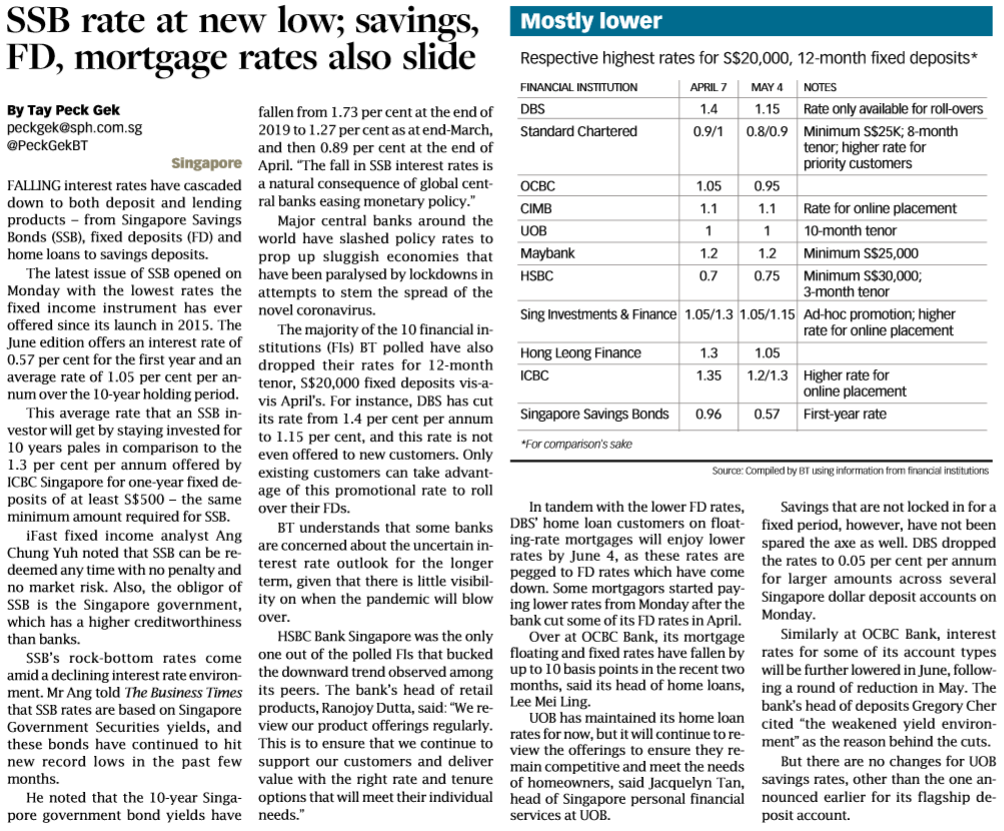 SSB rate at new low; savings,
FD, mortgage rates also slide
By Tay Peck Gek
peckgek@sph.com.sg
@PeckGekBT
Singapore
FALLING interest rates have cascaded
down to both deposit and lending
products – from Singapore Savings
Bonds (SSB), fixed deposits (FD) and
home loans to savings deposits.
The latest issue of SSB opened on
Monday with the lowest rates the
fixed income instrument has ever
offered since its launch in 2015. The
June edition offers an interest rate of
0.57 per cent for the first year and an
average rate of 1.05 per cent per an-
num over the 10-year holding period.
This average rate that an SSB in-
vestor will get by staying invested for
10 years pales in comparison to the
1.3 per cent per annum offered by
ICBC Singapore for one-year fixed de-
posits of at least S$500 – the same
minimum amount required for SSB.
iFast fixed income analyst Ang
Chung Yuh noted that SSB can be re-
deemed any time with no penalty and
no market risk. Also, the obligor of
SSB is the Singapore government,
which has a higher creditworthiness
than banks.
SSB's rock-bottom rates come
amid a declining interest rate environ-
ment. Mr Ang told The Business Times
that SSB rates are based on Singapore
Government Securities yields, and
these bonds have continued to hit
new record lows in the past few
months.
He noted that the 10-year Singa-
pore government bond yields have
fallen from 1.73 per cent at the end of
2019 to 1.27 per cent as at end-March,
and then 0.89 per cent at the end of
April. "The fall in SSB interest rates is
a natural consequence of global cent-
ral banks easing monetary policy."
Major central banks around the
world have slashed policy rates to
prop up sluggish economies that
have been paralysed by lockdowns in
attempts to stem the spread of the
novel coronavirus.
The majority of the 10 financial in-
stitutions (FIs) BT polled have also
dropped their rates for 12-month
tenor, S$20,000 fixed deposits vis-a-
vis April's. For instance, DBS has cut
its rate from 1.4 per cent per annum
to 1.15 per cent, and this rate is not
even offered to new customers. Only
existing customers can take advant-
age of this promotional rate to roll
over their FDs.
BT understands that some banks
are concerned about the uncertain in-
terest rate outlook for the longer
term, given that there is little visibil-
ity on when the pandemic will blow
over.
HSBC Bank Singapore was the only
one out of the polled FIs that bucked
the downward trend observed among
its peers. The bank's head of retail
products, Ranojoy Dutta, said: "We re-
view our product offerings regularly.
This is to ensure that we continue to
support our customers and deliver
value with the right rate and tenure
options that will meet their individual
needs."
Mostly lower
Respective highest rates for S$20,000, 12-month fixed deposits*
FINANCIAL INSTITUTION APRIL 7 MAY 4 NOTES
DBS 1.4 1.15 Rate only available for roll-overs
Standard Chartered 0.9/1 0.8/0.9 Minimum S$25K; 8-month
tenor; higher rate for
priority customers
OCBC 1.05 0.95
CIMB 1.1 1.1 Rate for online placement
UOB 1 1 10-month tenor
Maybank 1.2 1.2 Minimum S$25,000
HSBC 0.7 0.75 Minimum S$30,000;
3-month tenor
Sing Investments & Finance 1.05/1.3 1.05/1.15 Ad-hoc promotion; higher
rate for online placement
Hong Leong Finance 1.3 1.05
ICBC 1.35 1.2/1.3 Higher rate for
online placement
Singapore Savings Bonds 0.96 0.57 First-year rate
*For comparison's sake
Source: Compiled by BT using information from financial institutions
In tandem with the lower FD rates,
DBS' home loan customers on float-
ing-rate mortgages will enjoy lower
rates by June 4, as these rates are
pegged to FD rates which have come
down. Some mortgagors started pay-
ing lower rates from Monday after the
bank cut some of its FD rates in April.
Over at OCBC Bank, its mortgage
floating and fixed rates have fallen by
up to 10 basis points in the recent two
months, said its head of home loans,
Lee Mei Ling.
UOB has maintained its home loan
rates for now, but it will continue to re-
view the offerings to ensure they re-
main competitive and meet the needs
of homeowners, said Jacquelyn Tan,
head of Singapore personal financial
services at UOB.
Savings that are not locked in for a
fixed period, however, have not been
spared the axe as well. DBS dropped
the rates to 0.05 per cent per annum
for larger amounts across several
Singapore dollar deposit accounts on
Monday.
Similarly at OCBC Bank, interest
rates for some of its account types
will be further lowered in June, follow-
ing a round of reduction in May. The
bank's head of deposits Gregory Cher
cited "the weakened yield environ-
ment" as the reason behind the cuts.
But there are no changes for UOB
savings rates, other than the one an-
nounced earlier for its flagship de-
posit account.